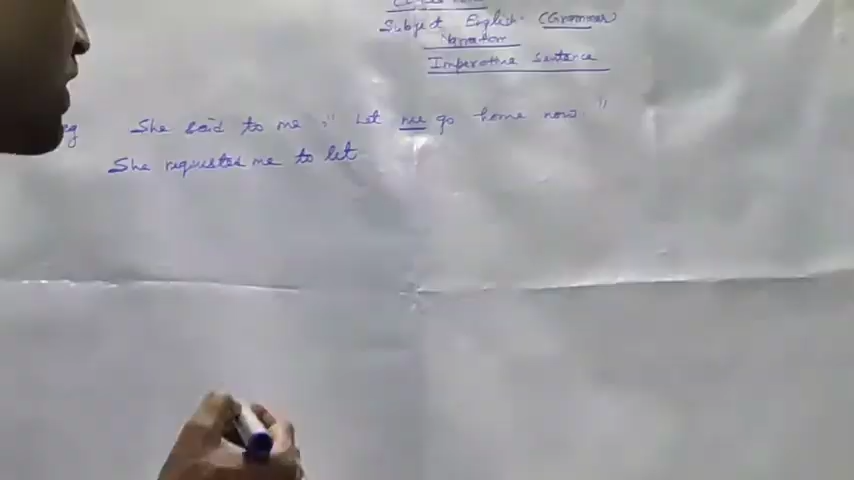 Subject English (Grammar)
Narration
Imperative Sentence
eg She said to me, " Let me go home now."
She requested me to let